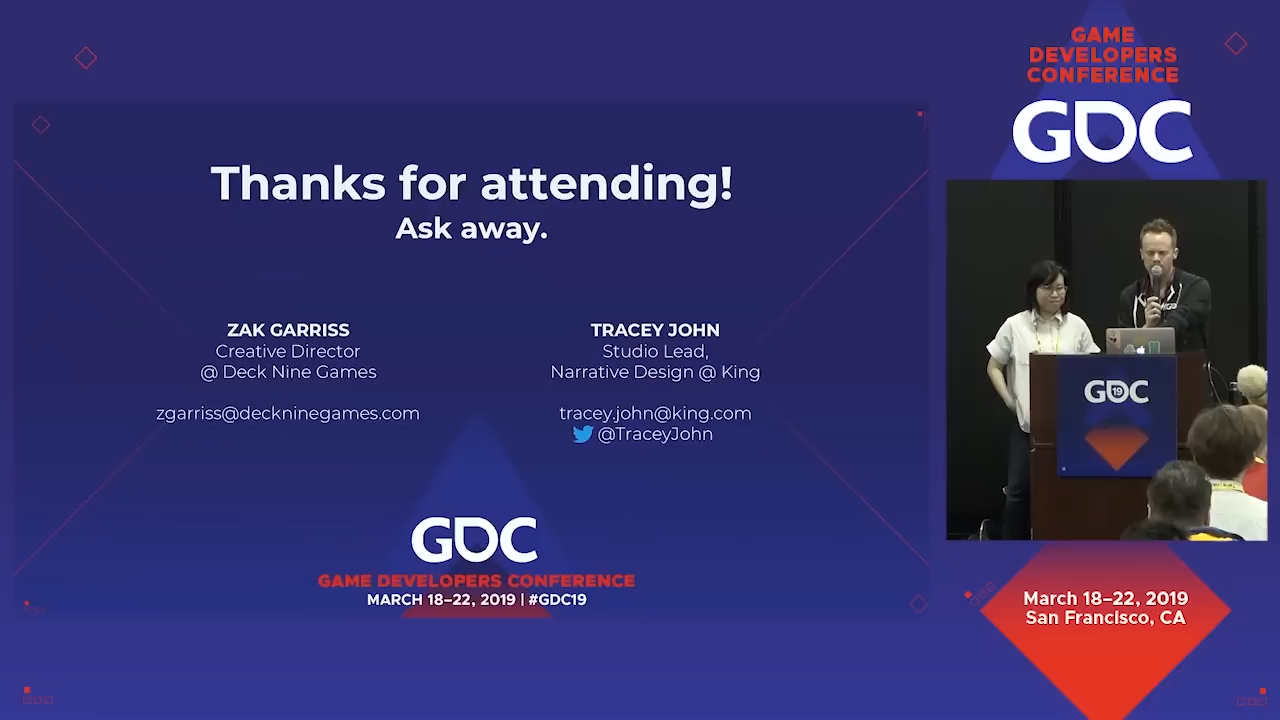 Thanks for attending!
Ask away.
ZAK GARRISS
Creative Director
@ Deck Nine Games
zgarriss@deckninegames.com
TRACEY JOHN
Studio Lead,
Narrative Design @ King
tracey.john@king.com
@TraceyJohn
GDC
GAME DEVELOPERS CONFERENCE
MARCH 18–22, 2019 | #GDC19
GAME
DEVELOPERS
CONFERENCE
GDC
GDC
19
March 18–22, 2019
San Francisco, CA